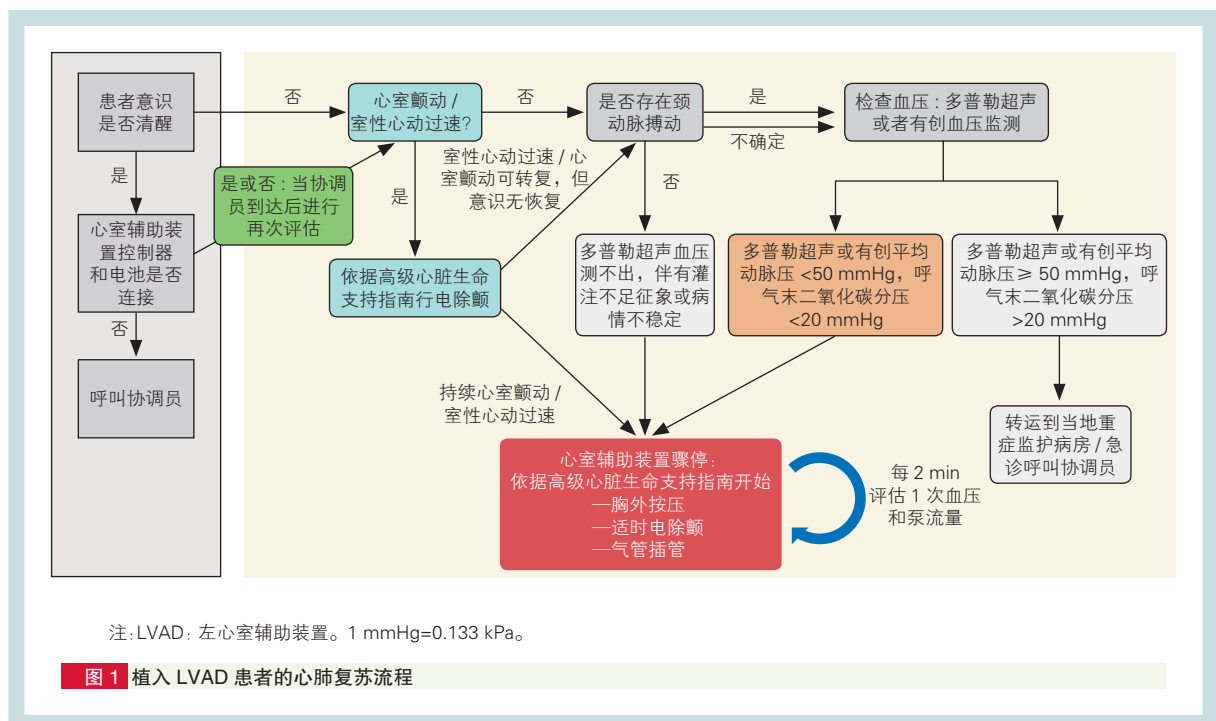 患者意识
是否清醒
是
心室辅助装
置控制器
和电池是否
连接
否
呼叫协调员
否
是或否：当协调
员到达后进行
再次评估
心室颤动 /
室性心动过速？
是
依据高级心脏生命
支持指南行电除颤
否
室性心动过速 / 心
室颤动可转复，但
意识无恢复
持续心室颤动 /
室性心动过速
是否存在颈
动脉搏动
否
多普勒超声血压
测不出，伴有灌
注不足征象或病
情不稳定
是
不确定
检查血压：多普勒超声
或者有创血压监测
多普勒超声或有创平均
动脉压 <50 mmHg，呼
气末二氧化碳分压
<20 mmHg
多普勒超声或有创平均
动脉压≥ 50 mmHg，呼
气末二氧化碳分压
>20 mmHg
转运到当地重
症监护病房 / 急
诊呼叫协调员
心室辅助装置骤停：
依据高级心脏生命支持指南开始
—胸外按压
—适时电除颤
—气管插管
每 2 min
评估 1 次血压
和泵流量
注：LVAD：左心室辅助装置。1 mmHg=0.133 kPa。
图 1 植入 LVAD 患者的心肺复苏流程